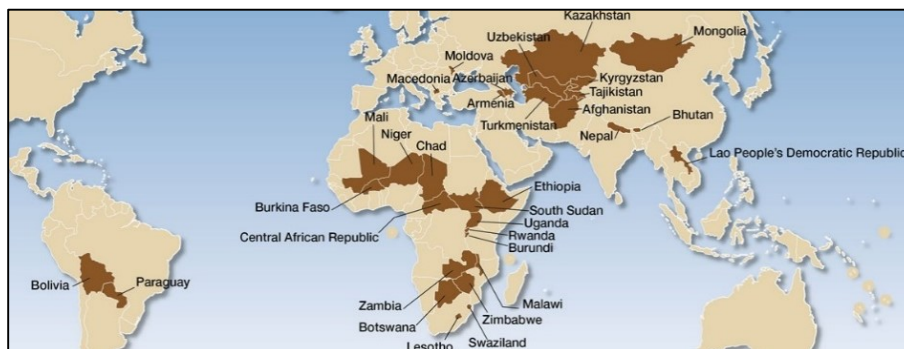 Kazakhstan
Uzbekistan
Mongolia
Moldova
Macedonia
Azerbaijan
Kyrgyzstan
Tajikistan
Armenia
Afghanistan
Turkmenistan
Bhutan
Nepal
Mali
Niger
Chad
Lao People's Democratic Republic
Ethiopia
Burkina Faso
South Sudan
Uganda
Central African Republic
Rwanda
Burundi
Bolivia
Paraguay
Zambia
Malawi
Botswana
Zimbabwe
Lesotho
Swaziland